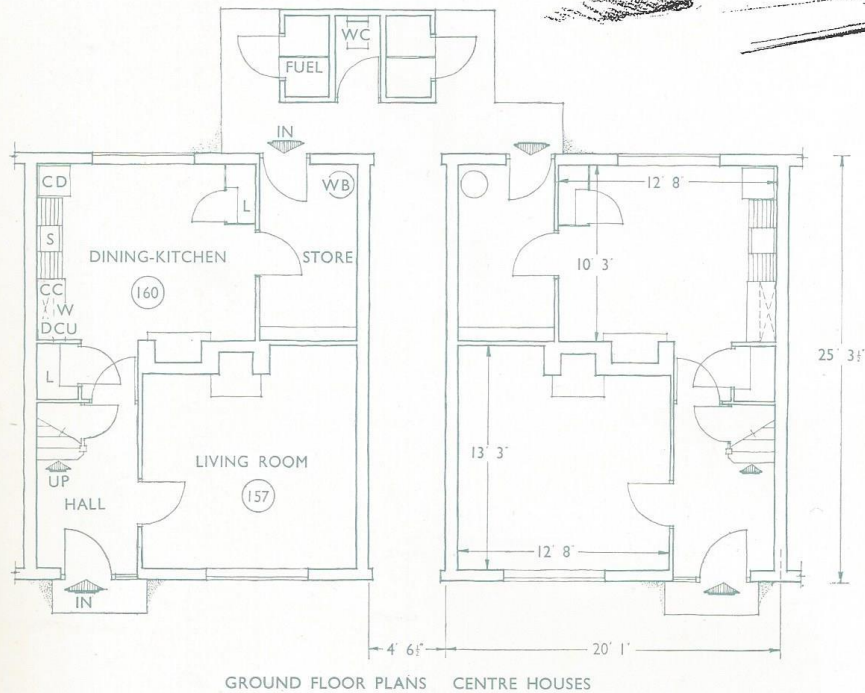 WC
FUEL
IN
CD
WB
12' 8"
L
S
DINING-KITCHEN
STORE
10' 3"
160
CC
W
DCU
25' 3½"
L
LIVING ROOM
13' 3"
UP
157
HALL
12' 8"
IN
4' 6½"
20' 1"
GROUND FLOOR PLANS CENTRE HOUSES